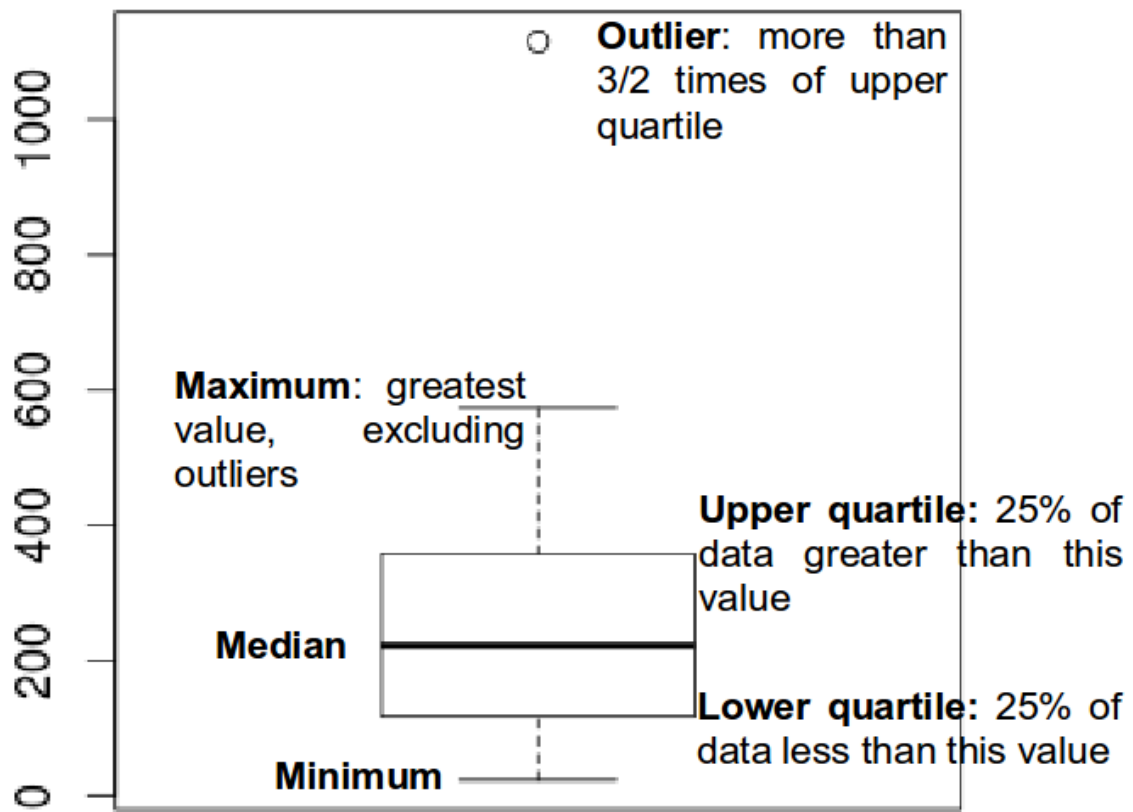 Outlier: more than
3/2 times of upper
quartile
1000
800
600
Maximum: greatest
value, excluding
outliers
400
Upper quartile: 25% of
data greater than this
value
200
Median
Lower quartile: 25% of
data less than this value
Minimum
0